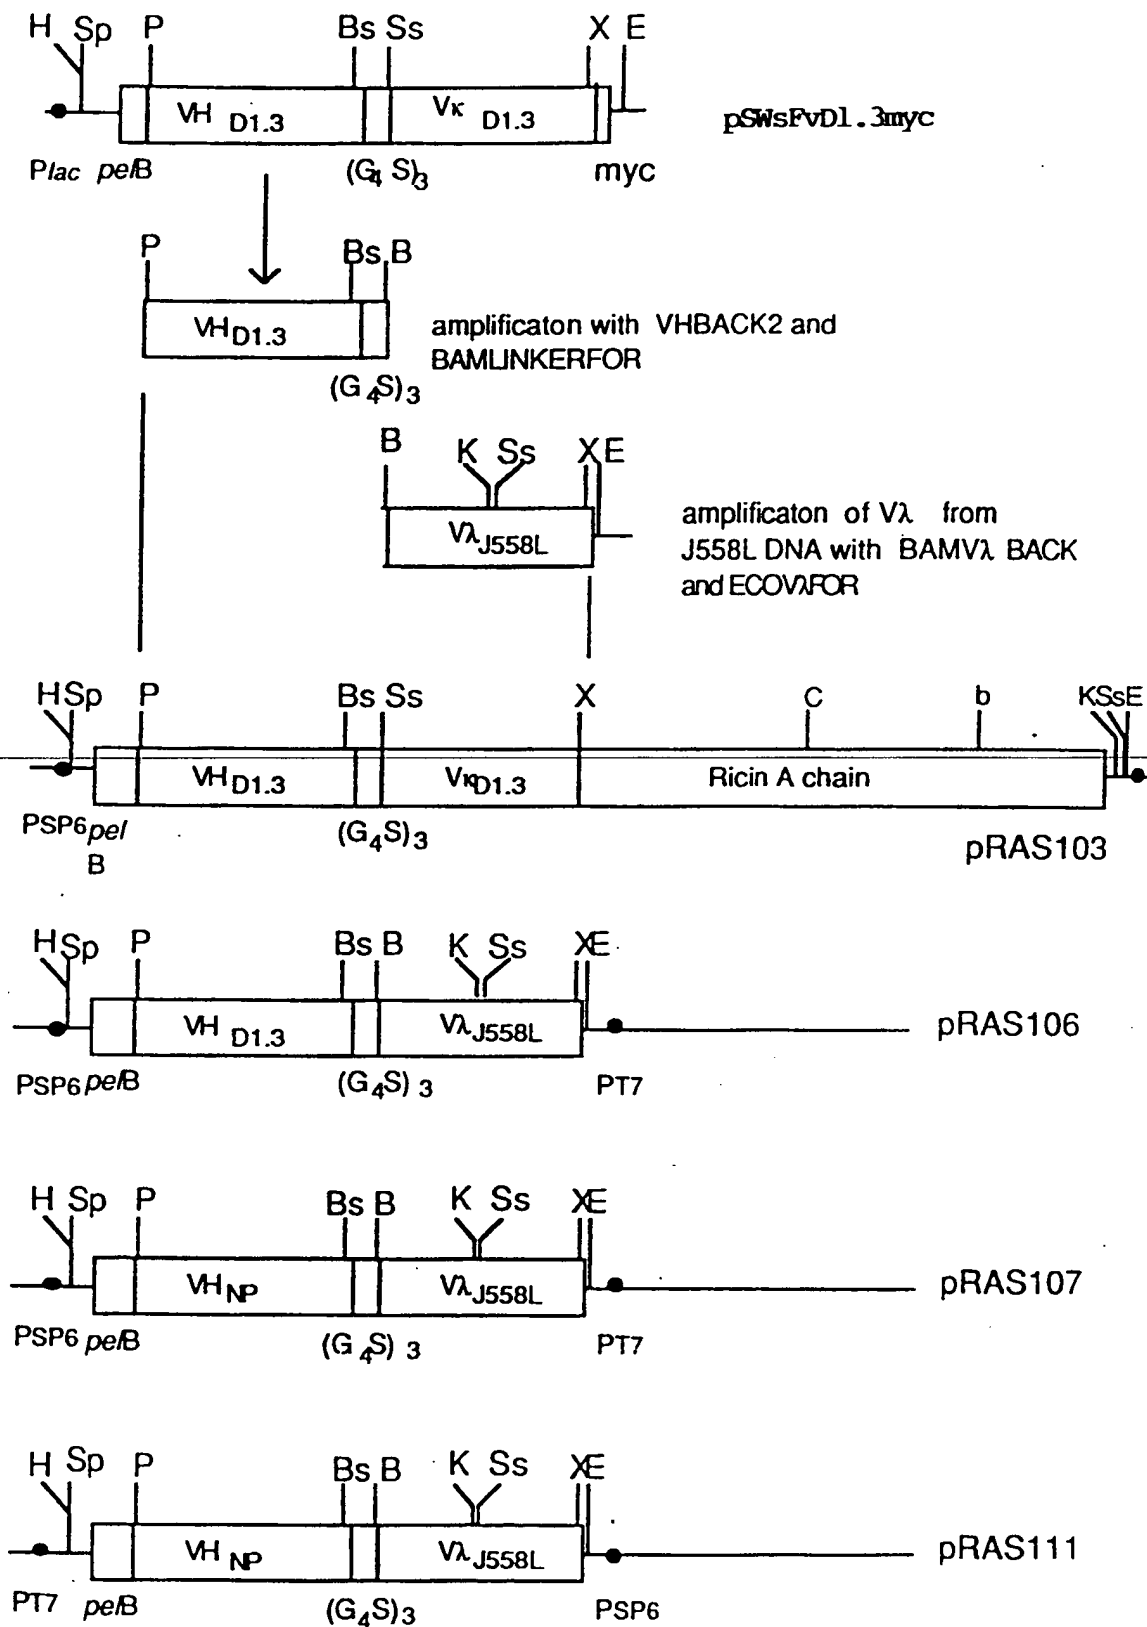 H Sp P Bs Ss X E
VH D1.3 Vκ D1.3 pSWsFvD1.3myc
Plac pelB (G4 S)3 myc
P Bs B
VH D1.3 amplificaton with VHBACK2 and
BAMLINKERFOR
(G4S)3
B K Ss X E
Vλ J558L amplificaton of Vλ from
J558L DNA with BAMVλ BACK
and ECOVλFOR
H Sp P Bs Ss X C b K Ss E
VH D1.3 Vκ D1.3 Ricin A chain
PSP6 pel
B (G4S)3 pRAS103
H Sp P Bs B K Ss X E
VH D1.3 Vλ J558L pRAS106
PSP6 pelB (G4S)3 PT7
H Sp P Bs B K Ss X E
VH NP Vλ J558L pRAS107
PSP6 pelB (G4S)3 PT7
H Sp P Bs B K Ss X E
VH NP Vλ J558L pRAS111
PT7 pelB (G4S)3 PSP6